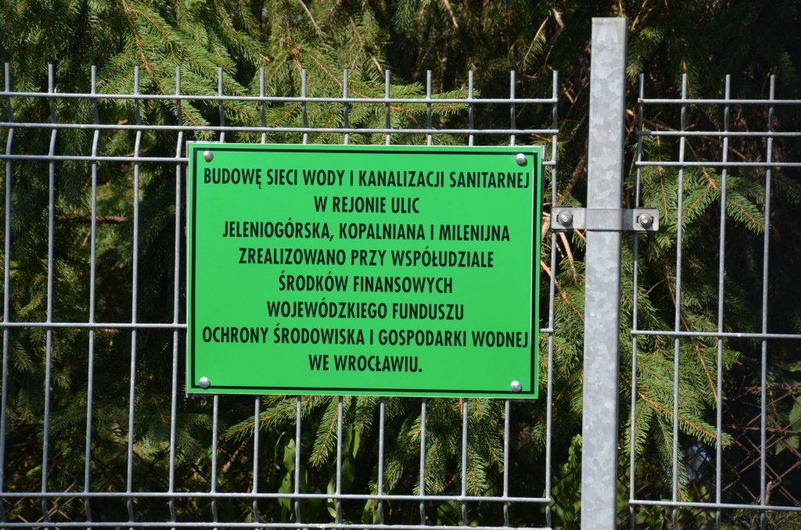 BUDOWĘ SIECI WODY I KANALIZACJI SANITARNEJ
W REJONIE ULIC
JELENIOGÓRSKA, KOPALNIANA I MILENIJNA
ZREALIZOWANO PRZY WSPÓŁUDZIALE
ŚRODKÓW FINANSOWYCH
WOJEWÓDZKIEGO FUNDUSZU
OCHRONY ŚRODOWISKA I GOSPODARKI WODNEJ
WE WROCŁAWIU.